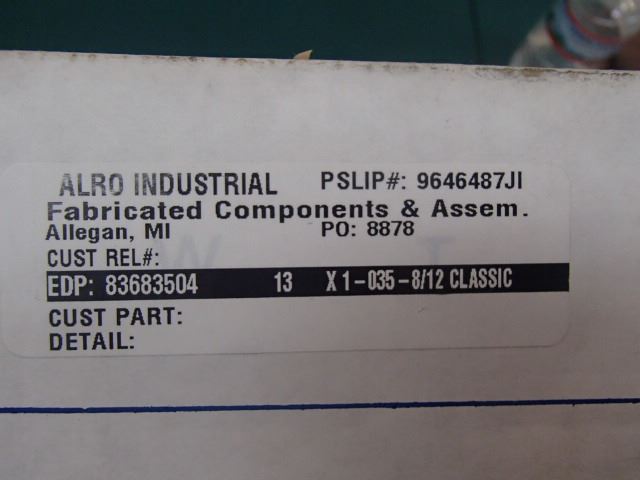 ALRO INDUSTRIAL PSLIP#: 9646487JI
Fabricated Components & Assem.
Allegan, MI PO: 8878
CUST REL#:
EDP: 83683504 13 X 1-035-8/12 CLASSIC
CUST PART:
DETAIL: